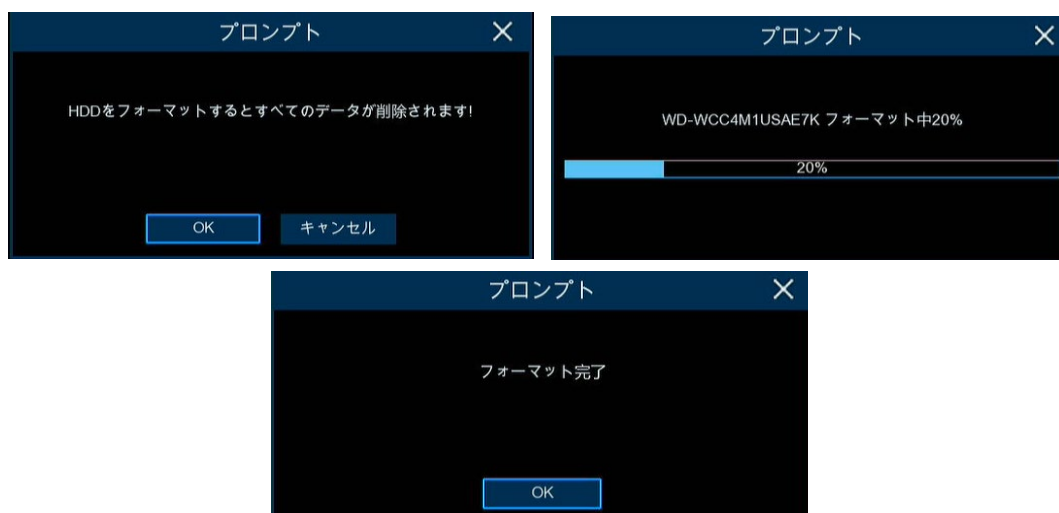 プロンプト
HDDをフォーマットするとすべてのデータが削除されます!
OK
キャンセル
プロンプト
WD-WCC4M1USAE7K フォーマット中20%
20%
プロンプト
フォーマット完了
OK